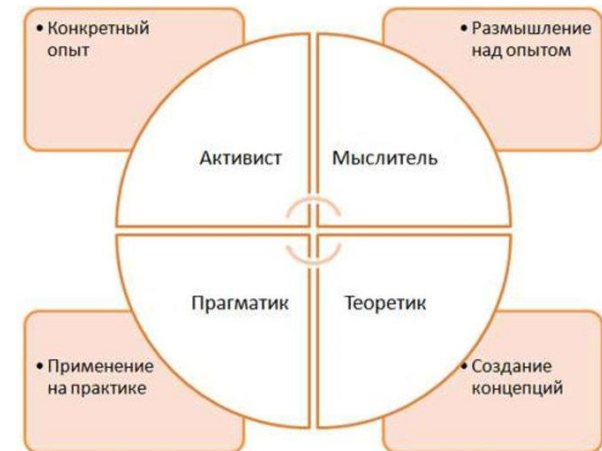 • Конкретный
опыт
• Размышление
над опытом
Активист
Мыслитель
Прагматик
Теоретик
• Применение
на практике
• Создание
концепций